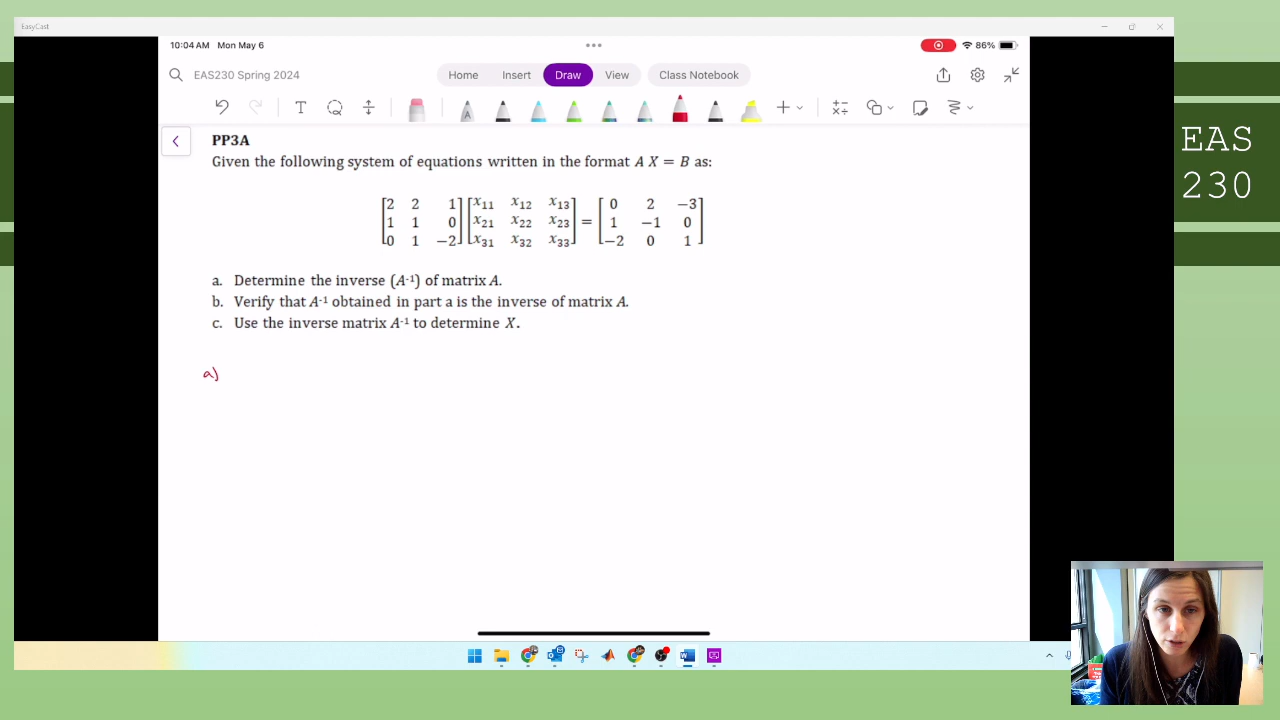 EasyCast
10:04 AM Mon May 6
86%
EAS230 Spring 2024
Home Insert Draw View Class Notebook
A
EAS
230
PP3A
Given the following system of equations written in the format A X = B as:
[2 2 1] [x₁₁ x₁₂ x₁₃] [0 2 −3]
[1 1 0] [x₂₁ x₂₂ x₂₃] = [1 −1 0]
[0 1 −2] [x₃₁ x₃₂ x₃₃] [−2 0 1]
a. Determine the inverse (A⁻¹) of matrix A.
b. Verify that A⁻¹ obtained in part a is the inverse of matrix A.
c. Use the inverse matrix A⁻¹ to determine X.
a)